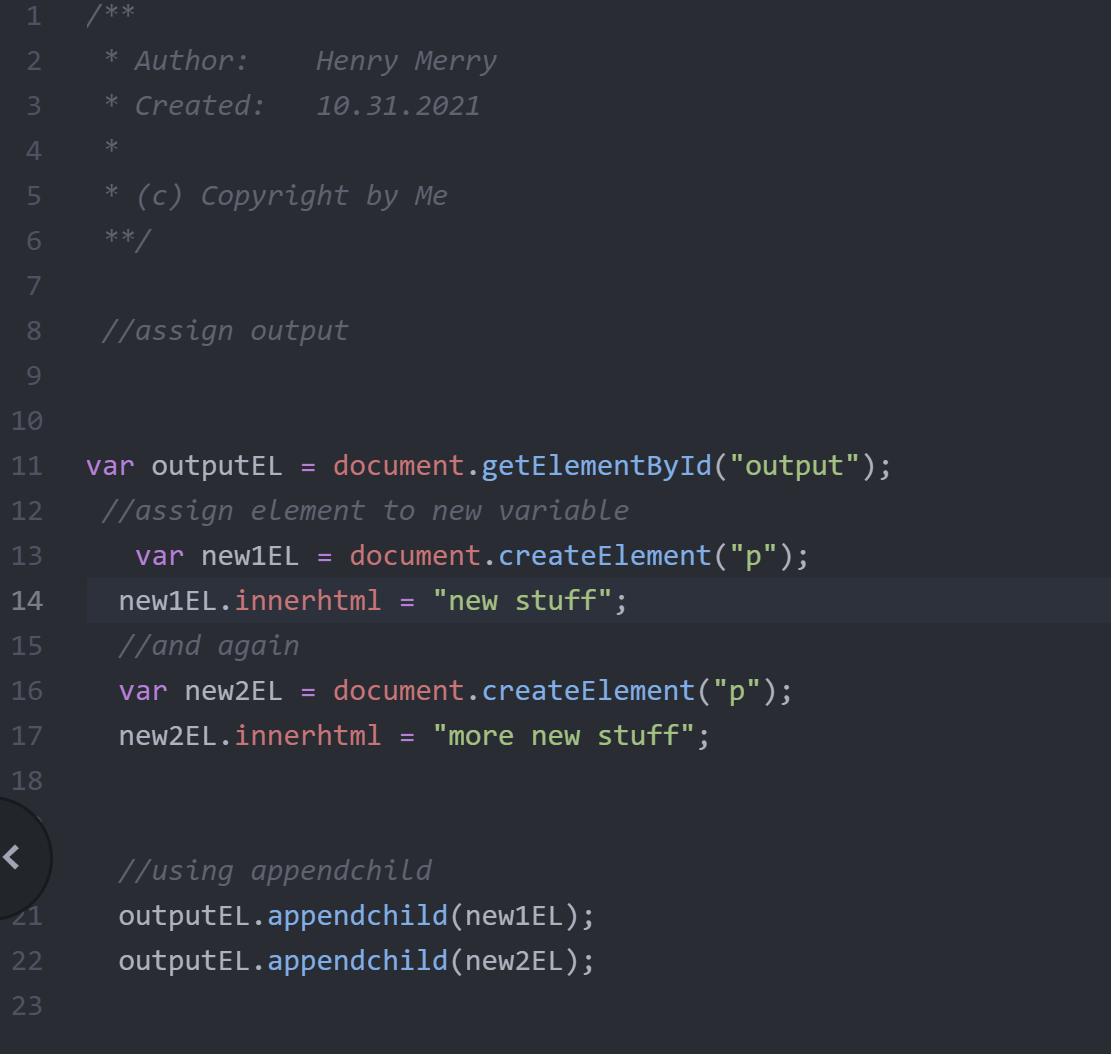 1 /**
2 * Author: Henry Merry
3 * Created: 10.31.2021
4 *
5 * (c) Copyright by Me
6 **/
7
8 //assign output
9
10
11 var outputEL = document.getElementById("output");
12 //assign element to new variable
13 var new1EL = document.createElement("p");
14 new1EL.innerhtml = "new stuff";
15 //and again
16 var new2EL = document.createElement("p");
17 new2EL.innerhtml = "more new stuff";
18
//using appendchild
21 outputEL.appendchild(new1EL);
22 outputEL.appendchild(new2EL);
23